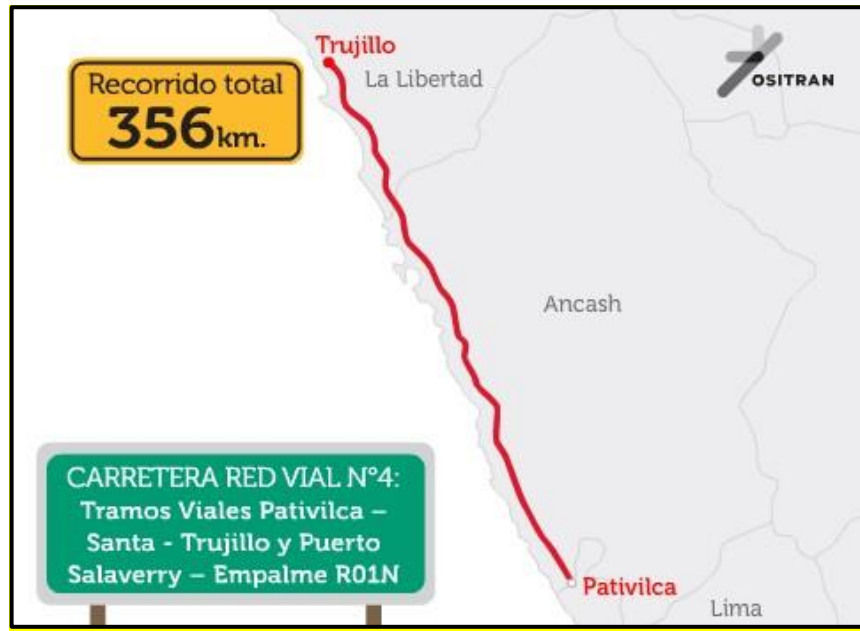 Trujillo
La Libertad
Recorrido total
356km.
OSITRAN
Ancash
CARRETERA RED VIAL N°4:
Tramos Viales Pativilca –
Santa - Trujillo y Puerto
Salaverry – Empalme R01N
Pativilca
Lima